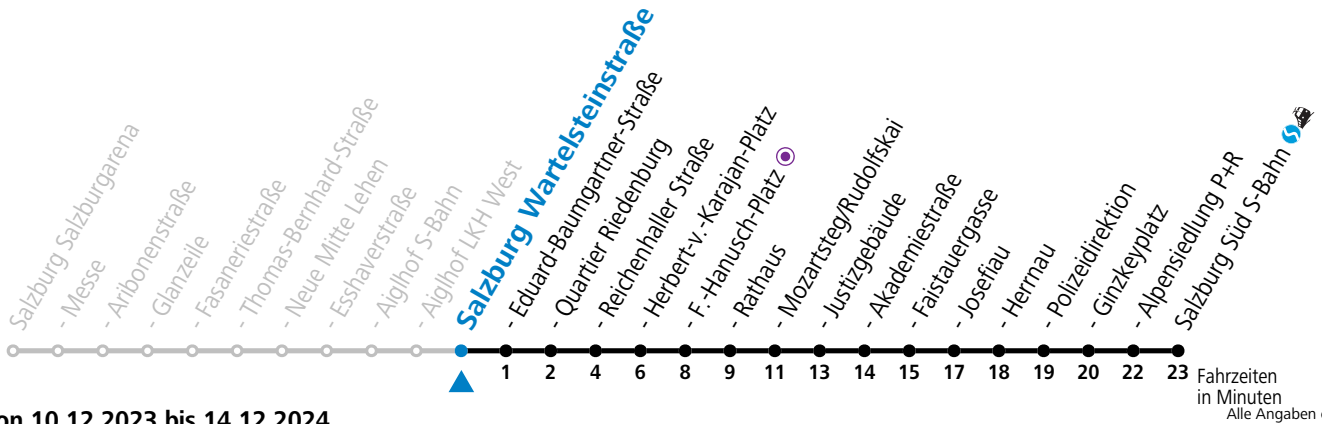 Salzburg Salzburgarena
- Messe
- Aribonenstraße
- Glanzeile
- Fasaneriestraße
- Thomas-Bernhard-Straße
- Neue Mitte Lehen
- Esshaverstraße
- Aiglhof S-Bahn
- Aiglhof LKH West
Salzburg Wartelsteinstraße
- Eduard-Baumgartner-Straße
- Quartier Riedenburg
- Reichenhaller Straße
- Herbert-v.-Karajan-Platz
- F.-Hanusch-Platz
- Rathaus
- Mozartsteg/Rudolfskai
- Justizgebäude
- Akademiestraße
- Faistauergasse
- Josefiau
- Herrnau
- Polizeidirektion
- Ginzkeyplatz
- Alpensiedlung P+R
Salzburg Süd S-Bahn
1 2 4 6 8 9 11 13 14 15 17 18 19 20 22 23
Fahrzeiten
in Minuten
Alle Angaben
on 10.12.2023 bis 14.12.2024